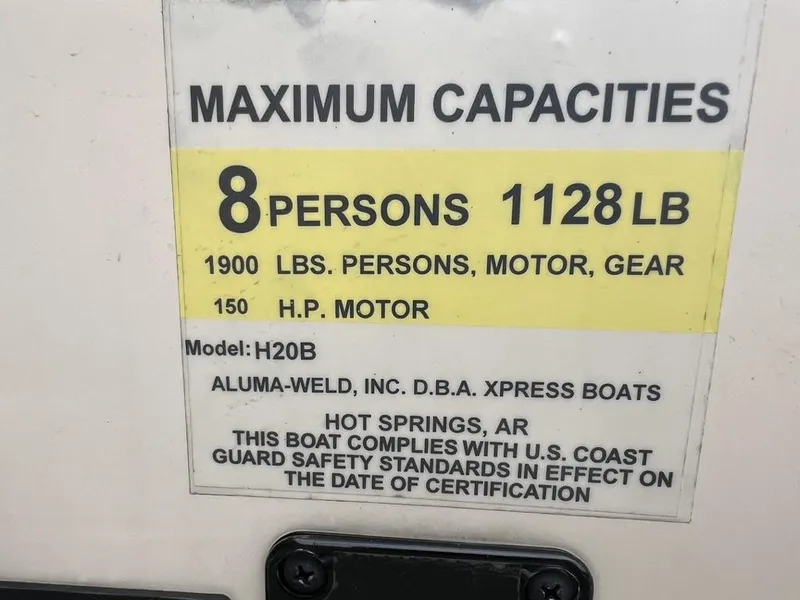 MAXIMUM CAPACITIES
8 PERSONS 1128 LB
1900 LBS. PERSONS, MOTOR, GEAR
150 H.P. MOTOR
Model: H20B
ALUMA-WELD, INC. D.B.A. XPRESS BOATS
HOT SPRINGS, AR
THIS BOAT COMPLIES WITH U.S. COAST
GUARD SAFETY STANDARDS IN EFFECT ON
THE DATE OF CERTIFICATION